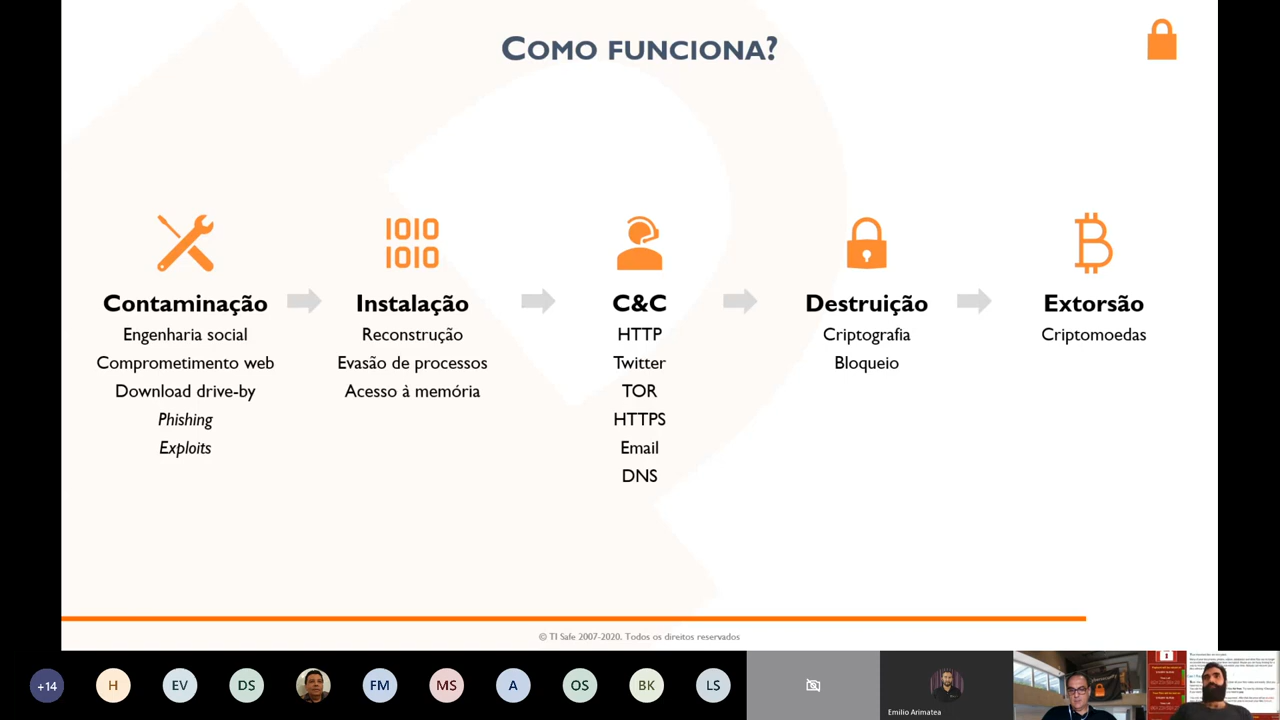 COMO FUNCIONA?
1010
1010
Contaminação
Engenharia social
Comprometimento web
Download drive-by
Phishing
Exploits
Instalação
Reconstrução
Evasão de processos
Acesso à memória
C&C
HTTP
Twitter
TOR
HTTPS
Email
DNS
Destruição
Criptografia
Bloqueio
Extorsão
Criptomoedas
© TI Safe 2007-2020. Todos os direitos reservados
+14
H
EV
DS
FM
MS
A
OS
BK
LS
Emilio Arimatea